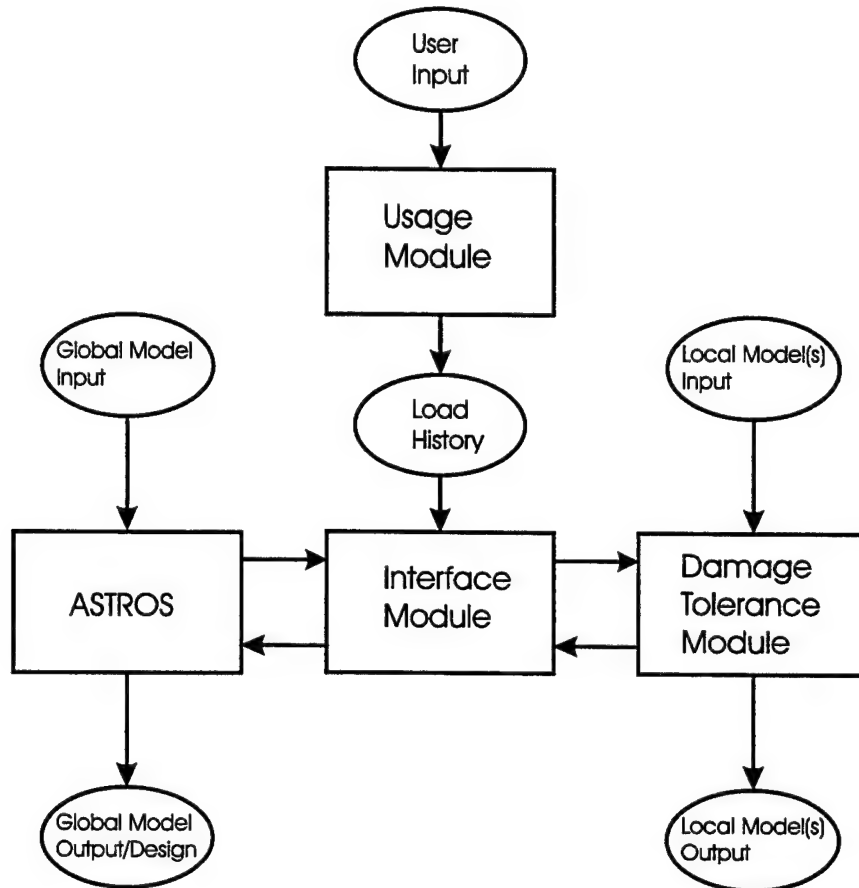 User
Input
Usage
Module
Global Model
Input
Load
History
Local Model(s)
Input
ASTROS
Interface
Module
Damage
Tolerance
Module
Global Model
Output/Design
Local Model(s)
Output